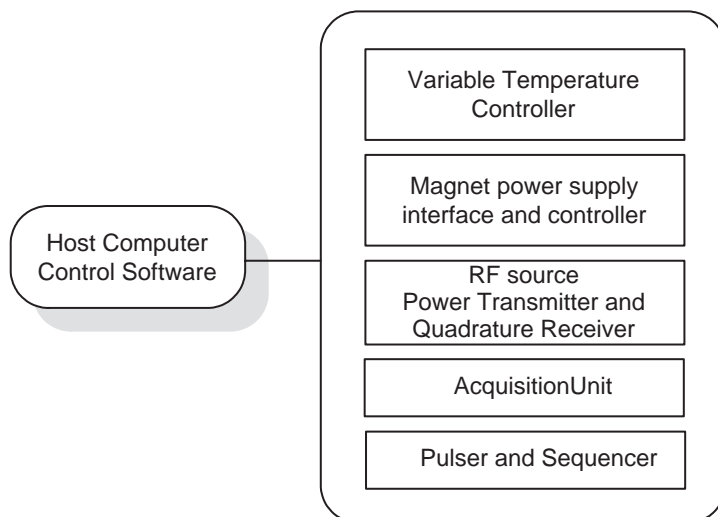 Variable Temperature
Controller
Magnet power supply
interface and controller
Host Computer
Control Software
RF source
Power Transmitter and
Quadrature Receiver
AcquisitionUnit
Pulser and Sequencer